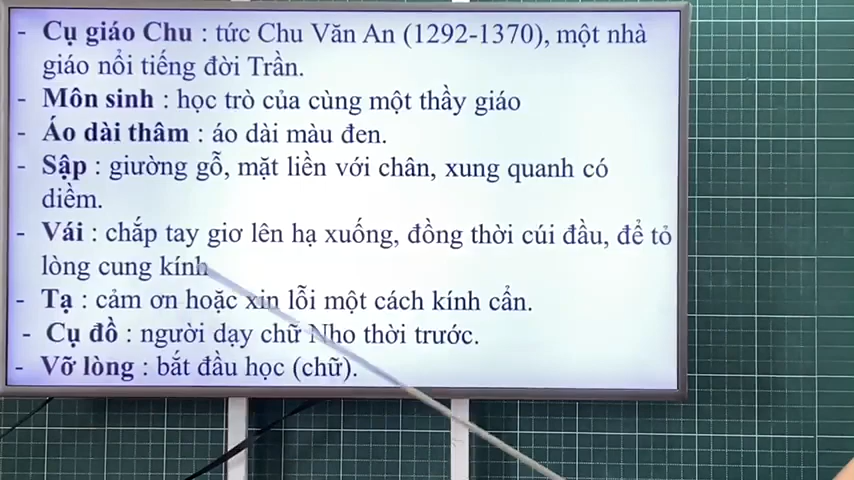 - Cụ giáo Chu : tức Chu Văn An (1292-1370), một nhà
giáo nổi tiếng đời Trần.
- Môn sinh : học trò của cùng một thầy giáo
- Áo dài thâm : áo dài màu đen.
- Sập : giường gỗ, mặt liền với chân, xung quanh có
diềm.
- Vái : chắp tay giơ lên hạ xuống, đồng thời cúi đầu, để tỏ
lòng cung kính
- Tạ : cảm ơn hoặc xin lỗi một cách kính cẩn.
- Cụ đồ : người dạy chữ Nho thời trước.
- Vỡ lòng : bắt đầu học (chữ).